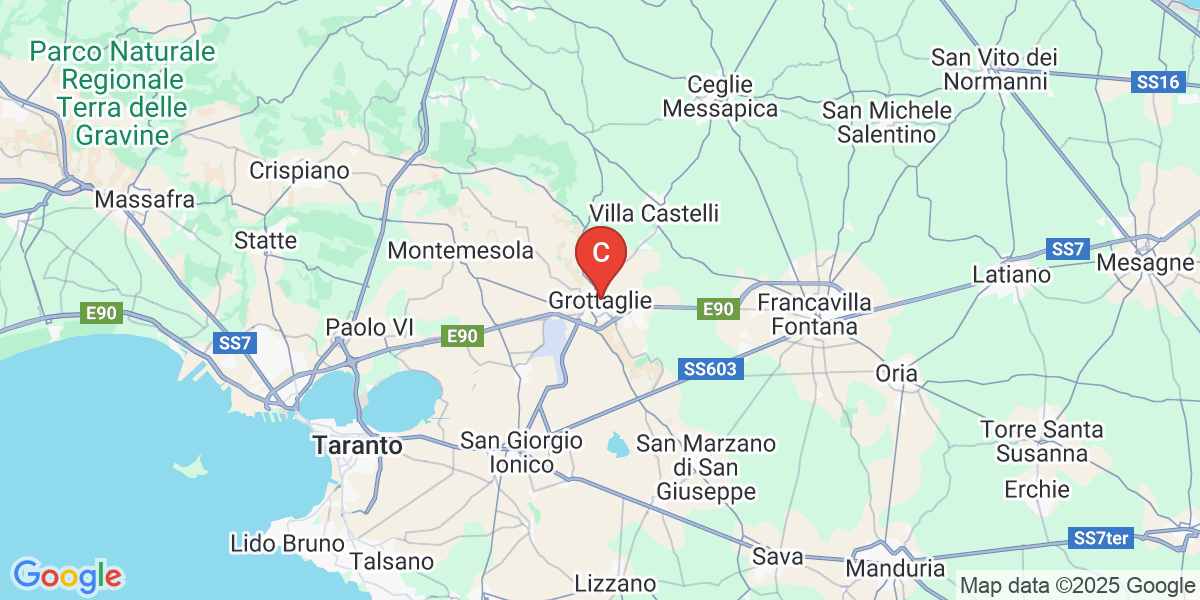 Parco Naturale
Regionale
Terra delle
Gravine
San Vito dei
Normanni
SS16
Ceglie
Messapica
San Michele
Salentino
Crispiano
Massafra
Villa Castelli
Statte
Montemesola
C
SS7
Mesagne
Latiano
Grottaglie
E90
Francavilla
Fontana
E90
Paolo VI
E90
SS7
SS603
Oria
Taranto
San Giorgio
Ionico
San Marzano
di San
Giuseppe
Torre Santa
Susanna
Erchie
Lido Bruno
Talsano
SS7ter
Sava
Manduria
Lizzano
Google
Map data ©2025 Google